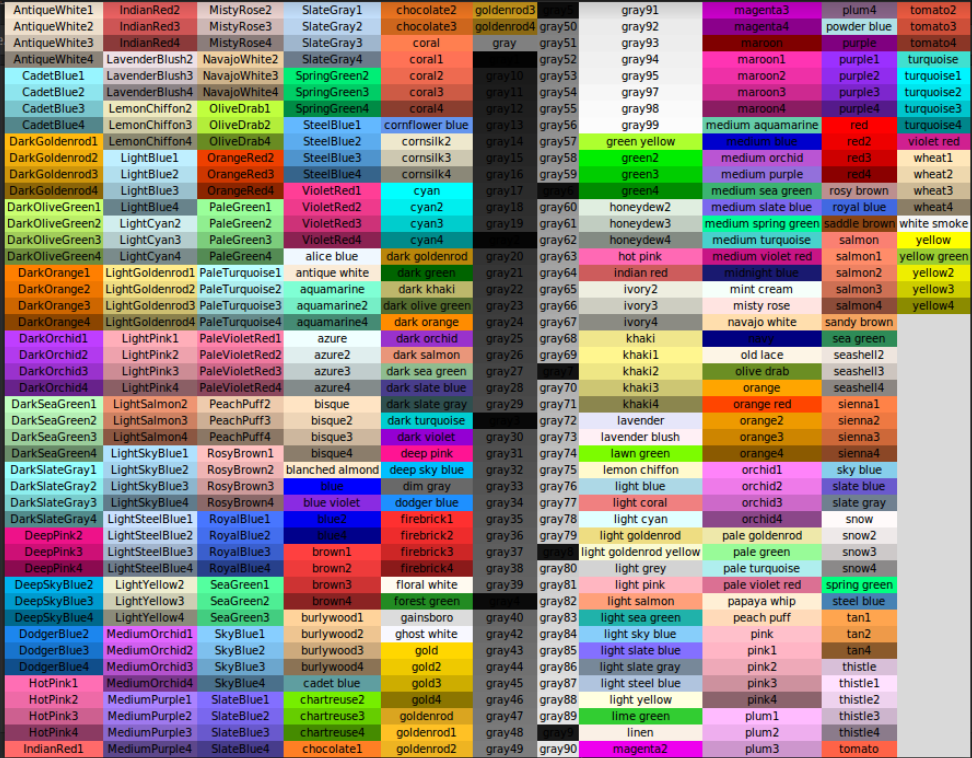 AntiqueWhite1
AntiqueWhite2
AntiqueWhite3
AntiqueWhite4
CadetBlue1
CadetBlue2
CadetBlue3
CadetBlue4
DarkGoldenrod1
DarkGoldenrod2
DarkGoldenrod3
DarkGoldenrod4
DarkOliveGreen1
DarkOliveGreen2
DarkOliveGreen3
DarkOliveGreen4
DarkOrange1
DarkOrange2
DarkOrange3
DarkOrange4
DarkOrchid1
DarkOrchid2
DarkOrchid3
DarkOrchid4
DarkSeaGreen1
DarkSeaGreen2
DarkSeaGreen3
DarkSeaGreen4
DarkSlateGray1
DarkSlateGray2
DarkSlateGray3
DarkSlateGray4
DeepPink2
DeepPink3
DeepPink4
DeepSkyBlue2
DeepSkyBlue3
DeepSkyBlue4
DodgerBlue2
DodgerBlue3
DodgerBlue4
HotPink1
HotPink2
HotPink3
HotPink4
IndianRed1
IndianRed2
IndianRed3
IndianRed4
LavenderBlush2
LavenderBlush3
LavenderBlush4
LemonChiffon2
LemonChiffon3
LemonChiffon4
LightBlue1
LightBlue2
LightBlue3
LightBlue4
LightCyan2
LightCyan3
LightCyan4
LightGoldenrod1
LightGoldenrod2
LightGoldenrod3
LightGoldenrod4
LightPink1
LightPink2
LightPink3
LightPink4
LightSalmon2
LightSalmon3
LightSalmon4
LightSkyBlue1
LightSkyBlue2
LightSkyBlue3
LightSkyBlue4
LightSteelBlue1
LightSteelBlue2
LightSteelBlue3
LightSteelBlue4
LightYellow2
LightYellow3
LightYellow4
MediumOrchid1
MediumOrchid2
MediumOrchid3
MediumOrchid4
MediumPurple1
MediumPurple2
MediumPurple3
MediumPurple4
MistyRose2
MistyRose3
MistyRose4
NavajoWhite2
NavajoWhite3
NavajoWhite4
OliveDrab1
OliveDrab2
OliveDrab4
OrangeRed2
OrangeRed3
OrangeRed4
PaleGreen1
PaleGreen2
PaleGreen3
PaleGreen4
PaleTurquoise1
PaleTurquoise2
PaleTurquoise3
PaleTurquoise4
PaleVioletRed1
PaleVioletRed2
PaleVioletRed3
PaleVioletRed4
PeachPuff2
PeachPuff3
PeachPuff4
RosyBrown1
RosyBrown2
RosyBrown3
RosyBrown4
RoyalBlue1
RoyalBlue2
RoyalBlue3
RoyalBlue4
SeaGreen1
SeaGreen2
SeaGreen3
SkyBlue1
SkyBlue2
SkyBlue3
SkyBlue4
SlateBlue1
SlateBlue2
SlateBlue3
SlateBlue4
SlateGray1
SlateGray2
SlateGray3
SlateGray4
SpringGreen2
SpringGreen3
SpringGreen4
SteelBlue1
SteelBlue2
SteelBlue3
SteelBlue4
VioletRed1
VioletRed2
VioletRed3
VioletRed4
alice blue
antique white
aquamarine
aquamarine2
aquamarine4
azure
azure2
azure3
azure4
bisque
bisque2
bisque3
bisque4
blanched almond
blue
blue violet
blue2
blue4
brown1
brown2
brown3
brown4
burlywood1
burlywood2
burlywood3
burlywood4
cadet blue
chartreuse2
chartreuse3
chartreuse4
chocolate1
chocolate2
chocolate3
coral
coral1
coral2
coral3
coral4
cornflower blue
cornsilk2
cornsilk3
cornsilk4
cyan
cyan2
cyan3
cyan4
dark goldenrod
dark green
dark khaki
dark olive green
dark orange
dark orchid
dark salmon
dark sea green
dark slate blue
dark slate gray
dark turquoise
dark violet
deep pink
deep sky blue
dim gray
dodger blue
firebrick1
firebrick2
firebrick3
firebrick4
floral white
forest green
gainsboro
ghost white
gold
gold2
gold3
gold4
goldenrod
goldenrod1
goldenrod2
goldenrod3
goldenrod4
gray
gray10
gray11
gray12
gray13
gray14
gray15
gray16
gray17
gray18
gray19
gray20
gray21
gray22
gray23
gray24
gray25
gray26
gray27
gray28
gray29
gray3
gray30
gray31
gray32
gray33
gray34
gray35
gray36
gray37
gray38
gray39
gray4
gray40
gray42
gray43
gray44
gray45
gray46
gray47
gray48
gray49
gray5
gray50
gray51
gray52
gray53
gray54
gray55
gray56
gray57
gray58
gray59
gray6
gray60
gray61
gray62
gray63
gray64
gray65
gray66
gray67
gray68
gray69
gray7
gray70
gray71
gray72
gray73
gray74
gray75
gray76
gray77
gray78
gray79
gray8
gray80
gray81
gray82
gray83
gray84
gray85
gray86
gray87
gray88
gray89
gray9
gray90
gray91
gray92
gray93
gray94
gray95
gray97
gray98
gray99
green yellow
green2
green3
green4
honeydew2
honeydew3
honeydew4
hot pink
indian red
ivory2
ivory3
ivory4
khaki
khaki1
khaki2
khaki3
khaki4
lavender
lavender blush
lawn green
lemon chiffon
light blue
light coral
light cyan
light goldenrod
light goldenrod yellow
light grey
light pink
light salmon
light sea green
light sky blue
light slate blue
light slate gray
light steel blue
light yellow
lime green
linen
magenta2
magenta3
magenta4
maroon
maroon1
maroon2
maroon3
maroon4
medium aquamarine
medium blue
medium orchid
medium purple
medium sea green
medium slate blue
medium spring green
medium turquoise
medium violet red
midnight blue
mint cream
misty rose
navajo white
navy
old lace
olive drab
orange
orange red
orange2
orange3
orange4
orchid1
orchid2
orchid3
orchid4
pale goldenrod
pale green
pale turquoise
pale violet red
papaya whip
peach puff
pink
pink1
pink2
pink3
pink4
plum1
plum2
plum3
plum4
powder blue
purple
purple1
purple2
purple3
purple4
red
red2
red3
red4
rosy brown
royal blue
saddle brown
salmon
salmon1
salmon2
salmon3
salmon4
sandy brown
sea green
seashell2
seashell3
seashell4
sienna1
sienna2
sienna3
sienna4
sky blue
slate blue
slate gray
snow
snow2
snow3
snow4
spring green
steel blue
tan1
tan2
tan4
thistle
thistle1
thistle2
thistle3
thistle4
tomato
tomato2
tomato3
tomato4
turquoise
turquoise1
turquoise2
turquoise3
turquoise4
violet red
wheat1
wheat2
wheat3
wheat4
white smoke
yellow
yellow green
yellow2
yellow3
yellow4